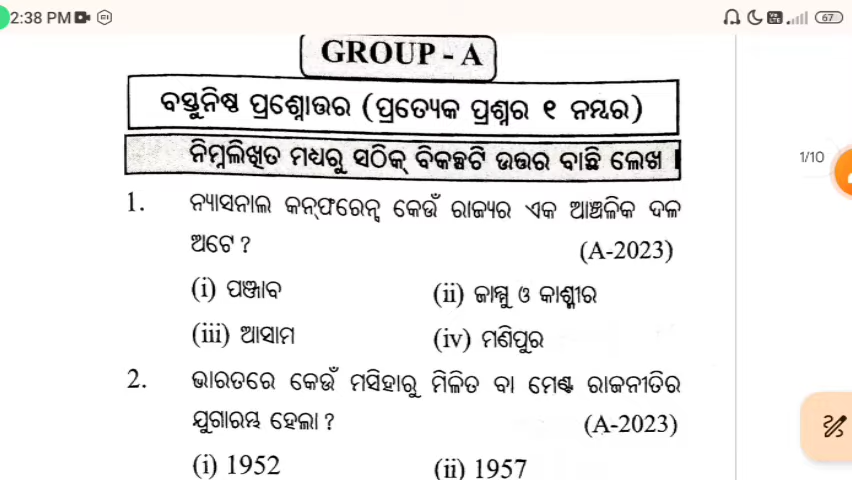 2:38 PM
67
GROUP - A
ବସ୍ତୁନିଷ୍ଠ ପ୍ରଶ୍ନୋତ୍ତର (ପ୍ରତ୍ୟେକ ପ୍ରଶ୍ନର ୧ ନମ୍ବର)
ନିମ୍ନଲିଖିତ ମଧ୍ୟରୁ ସଠିକ୍ ବିକଳ୍ପଟି ଉତ୍ତର ବାଛି ଲେଖ ।
1/10
1. ନ୍ୟାସନାଲ କନ୍‌ଫରେନ୍ସ କେଉଁ ରାଜ୍ୟର ଏକ ଆଞ୍ଚଳିକ ଦଳ
ଅଟେ ? (A-2023)
(i) ପଞ୍ଜାବ (ii) ଜାମ୍ମୁ ଓ କାଶ୍ମୀର
(iii) ଆସାମ (iv) ମଣିପୁର
2. ଭାରତରେ କେଉଁ ମସିହାରୁ ମିଳିତ ବା ମେଣ୍ଟ ରାଜନୀତିର
ଯୁଗାରମ୍ଭ ହେଲା ? (A-2023)
(i) 1952 (ii) 1957